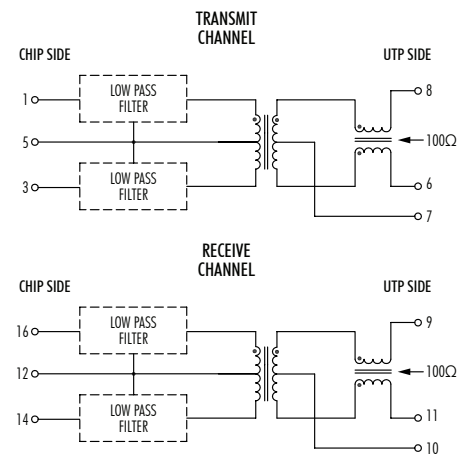 TRANSMIT
CHANNEL
CHIP SIDE
UTP SIDE
1
LOW PASS
FILTER
8
5
100Ω
3
LOW PASS
FILTER
6
7
RECEIVE
CHANNEL
CHIP SIDE
UTP SIDE
16
LOW PASS
FILTER
9
12
100Ω
14
LOW PASS
FILTER
11
10